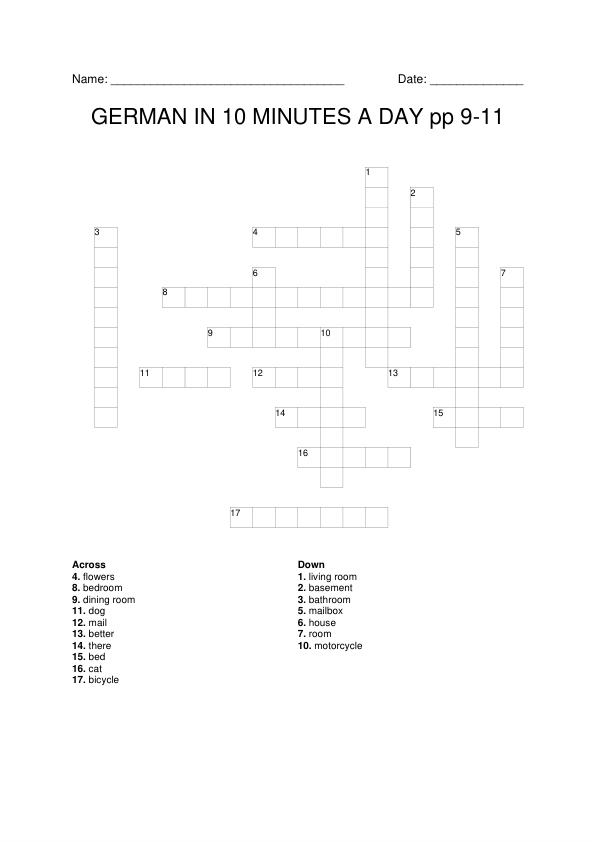 Name: ___________________________________ Date: ______________
GERMAN IN 10 MINUTES A DAY pp 9-11
1
2
3 4 5
6 7
8
9 10
11 12 13
14 15
16
17
Across Down
4. flowers 1. living room
8. bedroom 2. basement
9. dining room 3. bathroom
11. dog 5. mailbox
12. mail 6. house
13. better 7. room
14. there 10. motorcycle
15. bed
16. cat
17. bicycle